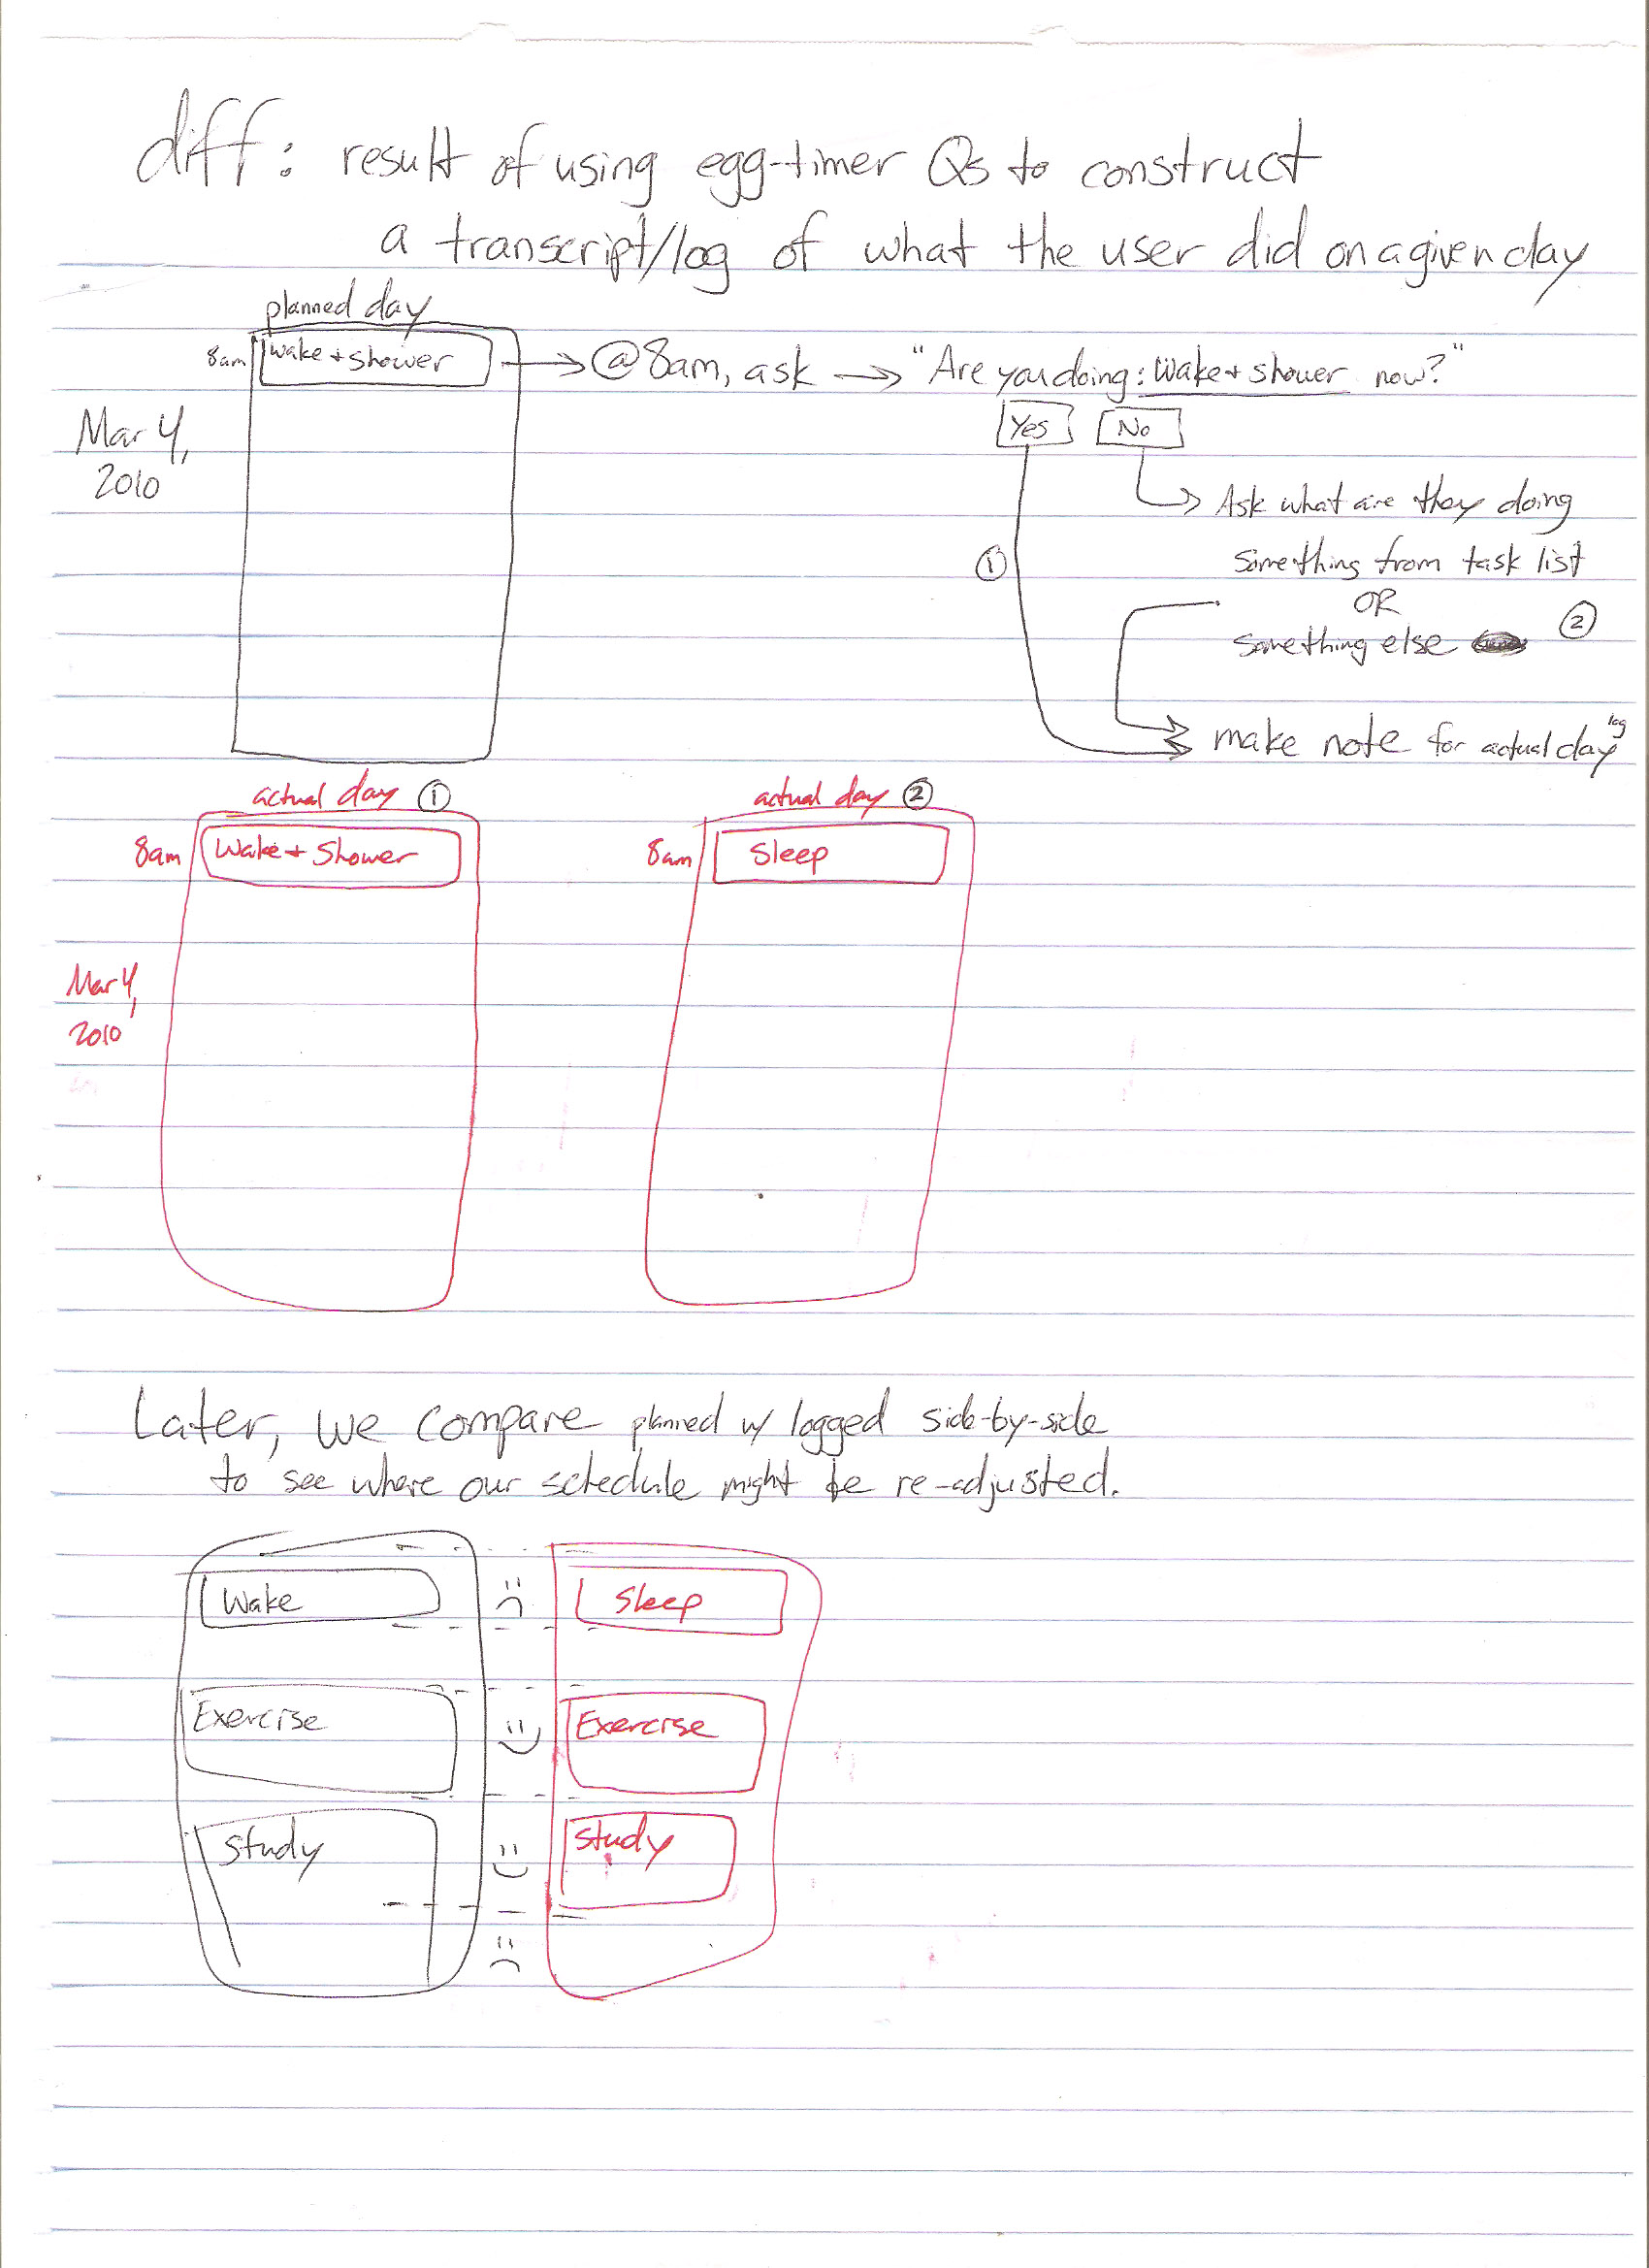 diff: result of using egg-timer Qs to construct
a transcript/log of what the user did on a given day
planned day
8am
Wake + Shower
@8am, ask
"Are you doing: Wake + shower now?"
Yes
No
Mar 4,
2010
Ask what are they doing
①
Something from task list
OR
②
Something else
make note for actual day log
actual day ①
actual day ②
8am
Wake + Shower
8am
Sleep
Mar 4,
2010
Later, we compare planned w/ logged side-by-side
to see where our schedule might be re-adjusted.
Wake
Sleep
Exercise
Exercise
Study
Study